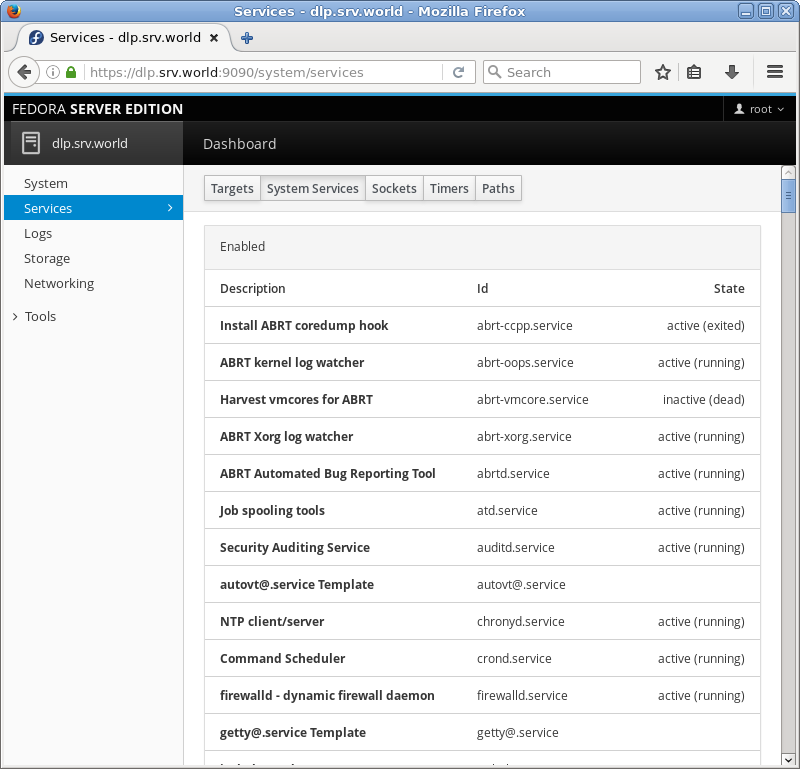 Services - dlp.srv.world - Mozilla Firefox
Services - dlp.srv.world
https://dlp.srv.world:9090/system/services
Search
FEDORA SERVER EDITION
root
dlp.srv.world
Dashboard
System
Services
Logs
Storage
Networking
Tools
Targets System Services Sockets Timers Paths
Enabled
Description Id State
Install ABRT coredump hook abrt-ccpp.service active (exited)
ABRT kernel log watcher abrt-oops.service active (running)
Harvest vmcores for ABRT abrt-vmcore.service inactive (dead)
ABRT Xorg log watcher abrt-xorg.service active (running)
ABRT Automated Bug Reporting Tool abrtd.service active (running)
Job spooling tools atd.service active (running)
Security Auditing Service auditd.service active (running)
autovt@.service Template autovt@.service
NTP client/server chronyd.service active (running)
Command Scheduler crond.service active (running)
firewalld - dynamic firewall daemon firewalld.service active (running)
getty@.service Template getty@.service